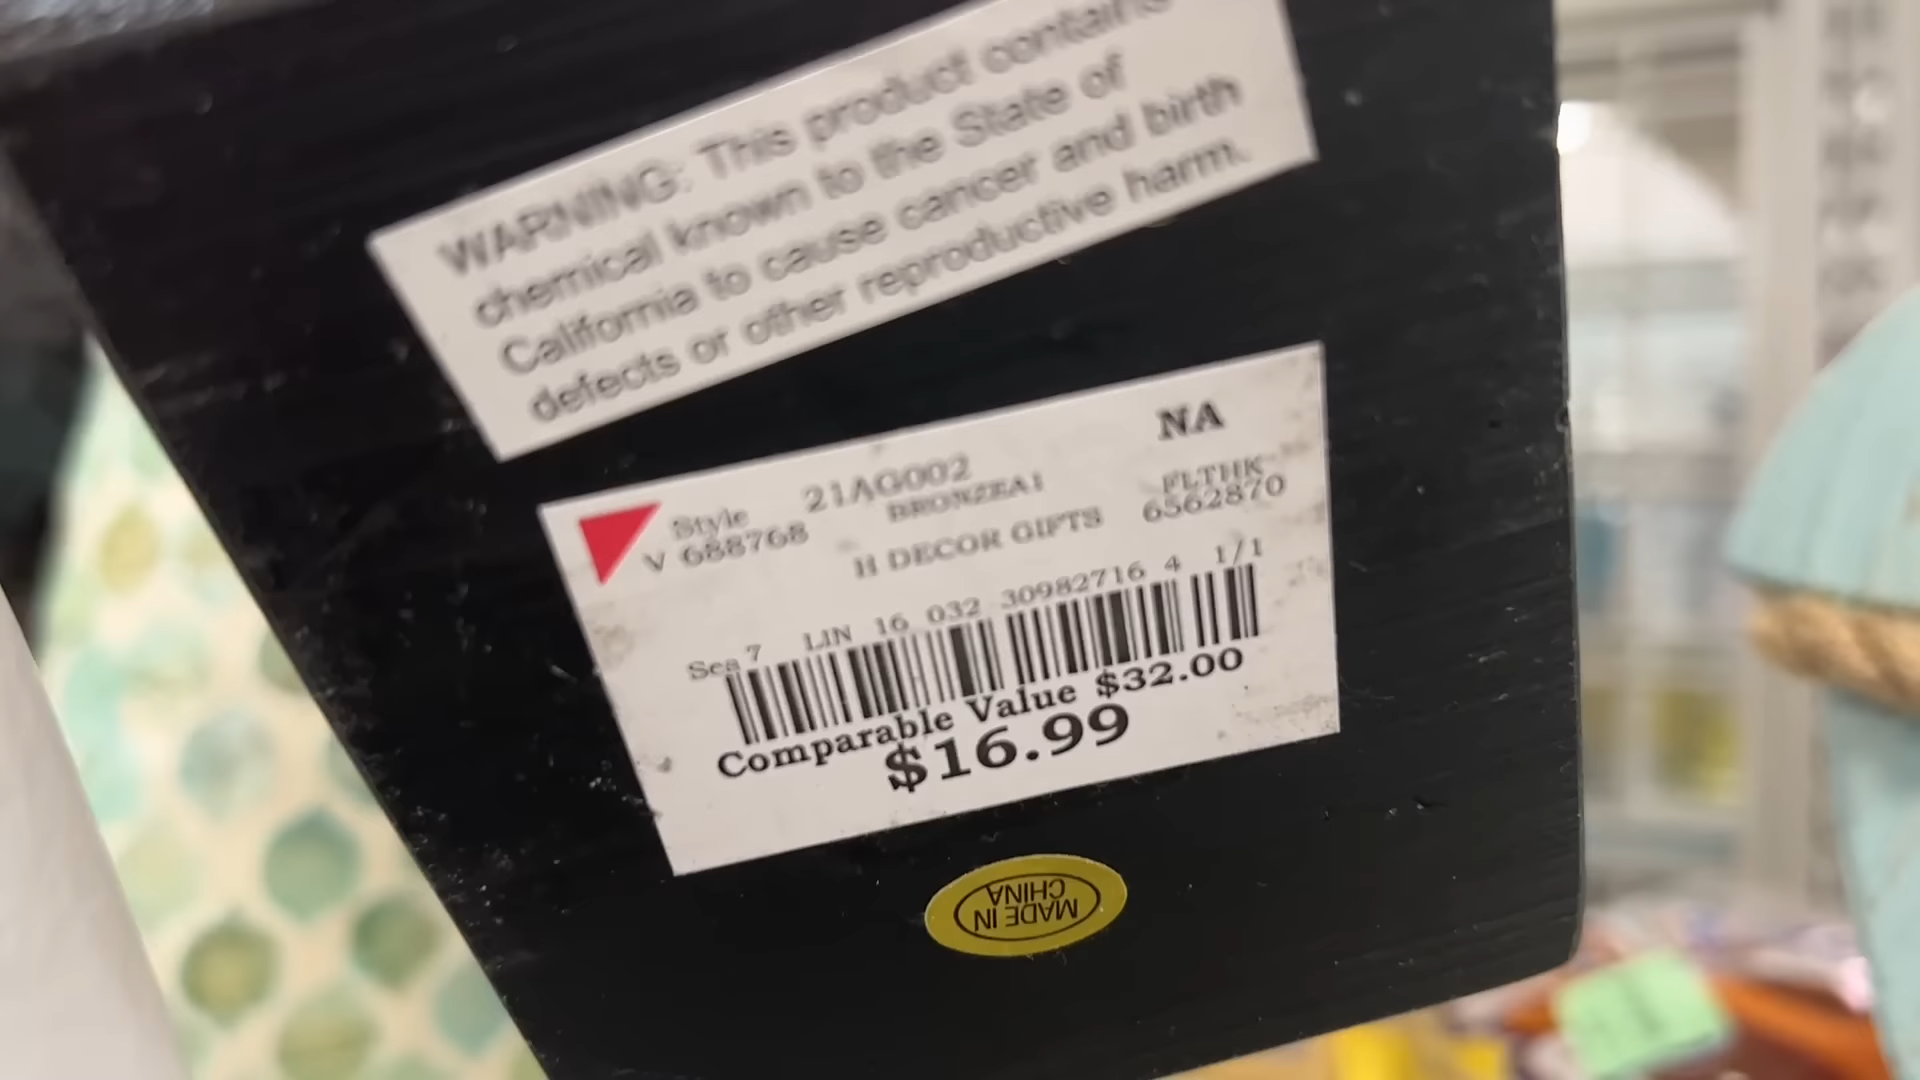 WARNING: This product contains
chemical known to the State of
California to cause cancer and birth
defects or other reproductive harm.
NA
Style 21AG002 FLTHK
V 688768 BRONZEA1 6562870
H DECOR GIFTS
Sea 7 LIN 16 032 30982716 4 1/1
Comparable Value $32.00
$16.99
MADE IN
CHINA